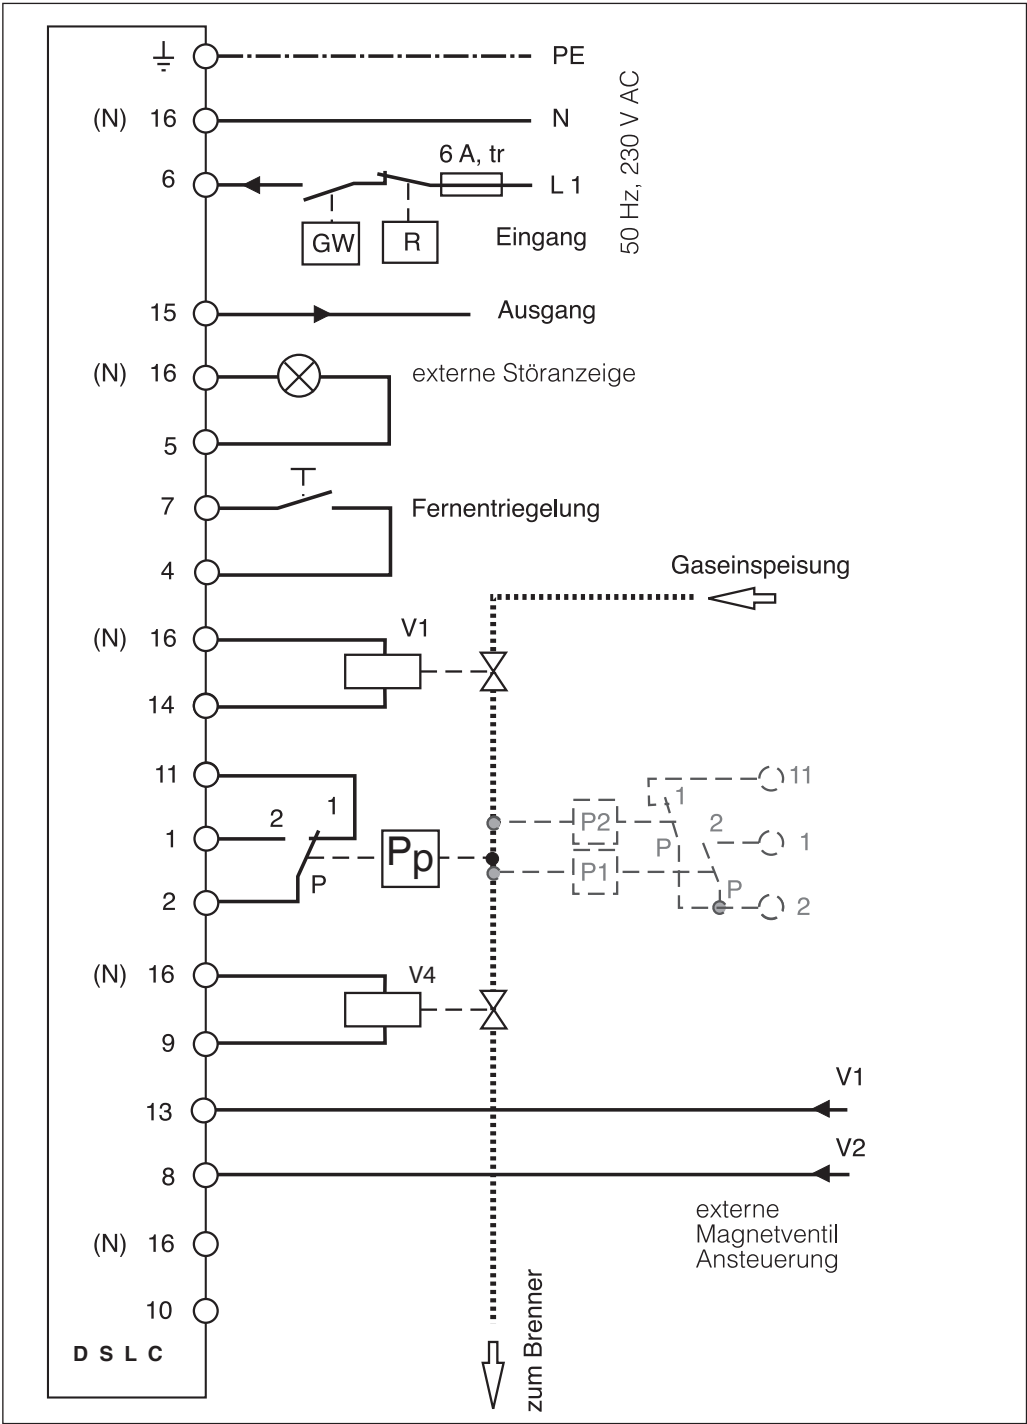 PE
(N) 16 N
6 A, tr
6 L 1
50 Hz, 230 V AC
GW R Eingang
15 Ausgang
(N) 16 externe Störanzeige
5
7 Fernentriegelung
4
Gaseinspeisung
(N) 16 V1
14
11
2 1
1 Pp
P
2
P2 1 11
P 2 1
P1
P 2
(N) 16 V4
9
V1
13
V2
8
externe
Magnetventil
Ansteuerung
(N) 16
10
zum Brenner
D S L C